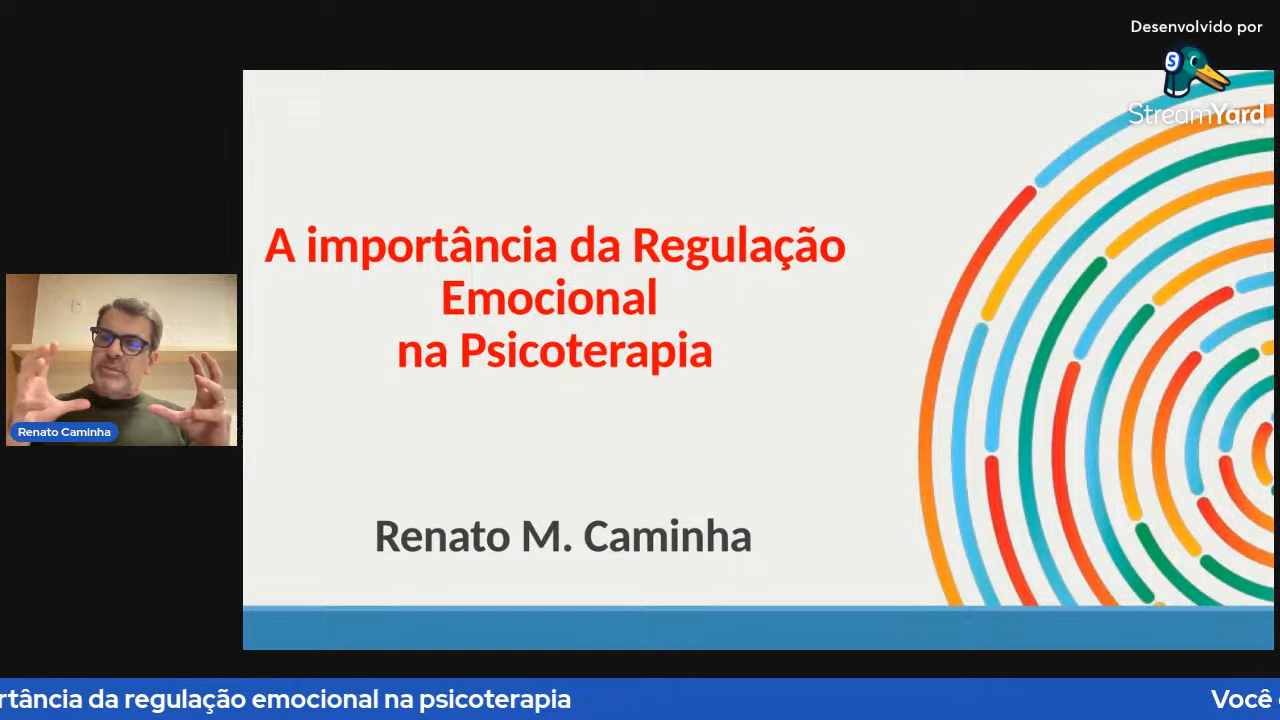 Desenvolvido por
StreamYard
A importância da Regulação
Emocional
na Psicoterapia
Renato Caminha
Renato M. Caminha
rtância da regulação emocional na psicoterapia
Você